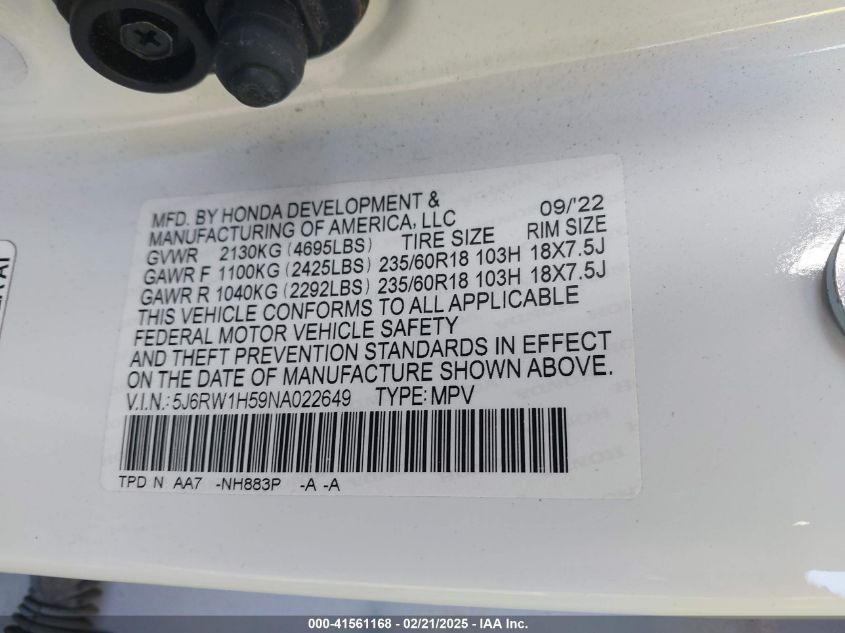 MFD. BY HONDA DEVELOPMENT & 09/'22
MANUFACTURING OF AMERICA, LLC
GVWR 2130KG (4695LBS) TIRE SIZE RIM SIZE
GAWR F 1100KG (2425LBS) 235/60R18 103H 18X7.5J
GAWR R 1040KG (2292LBS) 235/60R18 103H 18X7.5J
THIS VEHICLE CONFORMS TO ALL APPLICABLE
FEDERAL MOTOR VEHICLE SAFETY
AND THEFT PREVENTION STANDARDS IN EFFECT
ON THE DATE OF MANUFACTURE SHOWN ABOVE.
V.I.N.: 5J6RW1H59NA022649 TYPE: MPV
TPD N AA7 -NH883P -A -A
000-41561168 - 02/21/2025 - IAA Inc.